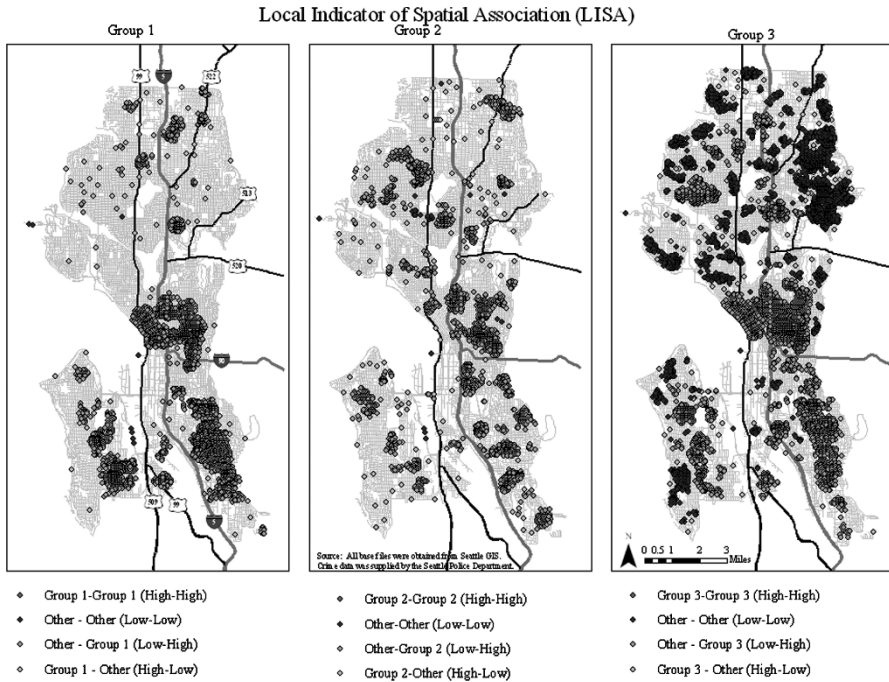 Local Indicator of Spatial Association (LISA)
Group 1
Group 2
Group 3
99
5
522
513
520
509
99
5
Source: All base files were obtained from Seattle GIS.
Crime data was supplied by the Seattle Police Department.
N
0 0.5 1 2 3
Miles
Group 1-Group 1 (High-High)
Other - Other (Low-Low)
Other - Group 1 (Low-High)
Group 1 - Other (High-Low)
Group 2-Group 2 (High-High)
Other-Other (Low-Low)
Other-Group 2 (Low-High)
Group 2-Other (High-Low)
Group 3-Group 3 (High-High)
Other - Other (Low-Low)
Other - Group 3 (Low-High)
Group 3 - Other (High-Low)